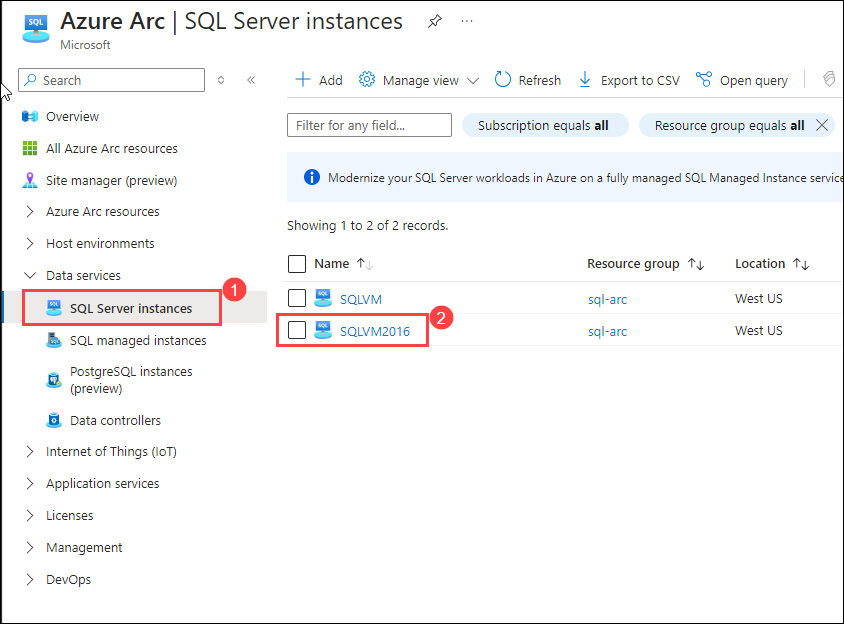 SQL
Azure Arc | SQL Server instances
Microsoft
Search
Add
Manage view
Refresh
Export to CSV
Open query
Overview
All Azure Arc resources
Site manager (preview)
Azure Arc resources
Host environments
Data services
1
SQL Server instances
SQL managed instances
PostgreSQL instances
(preview)
Data controllers
Internet of Things (IoT)
Application services
Licenses
Management
DevOps
Filter for any field...
Subscription equals all
Resource group equals all
Modernize your SQL Server workloads in Azure on a fully managed SQL Managed Instance service
Showing 1 to 2 of 2 records.
Name Resource group Location
SQLVM sql-arc West US
SQLVM2016 2 sql-arc West US